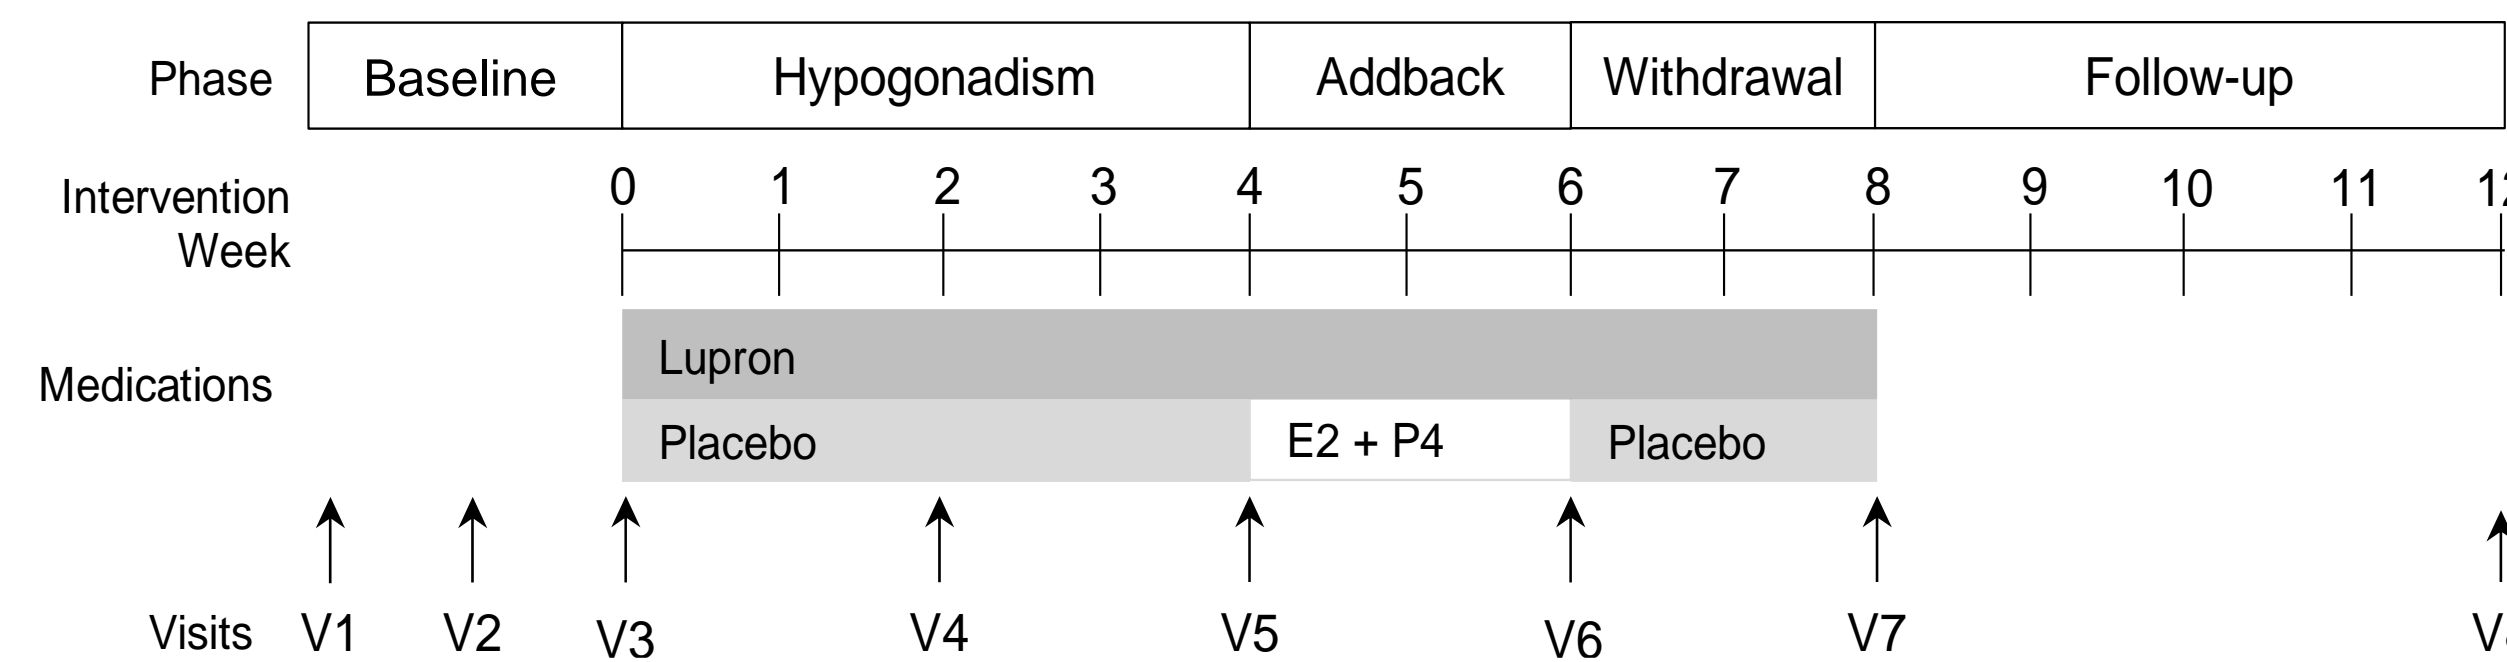 Phase Baseline Hypogonadism Addback Withdrawal Follow-up
Intervention
Week
0 1 2 3 4 5 6 7 8 9 10 11
Medications
Lupron
Placebo E2 + P4 Placebo
Visits V1 V2 V3 V4 V5 V6 V7